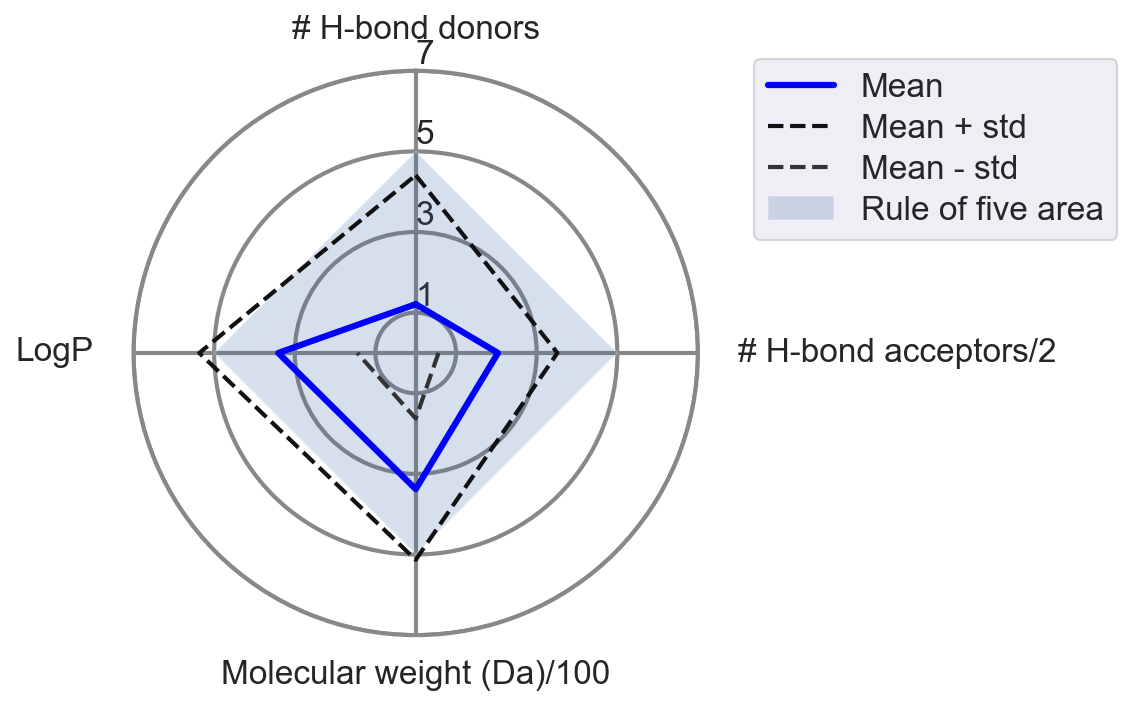 # H-bond donors
7
5
3
1
LogP
# H-bond acceptors/2
Molecular weight (Da)/100
Mean
Mean + std
Mean - std
Rule of five area